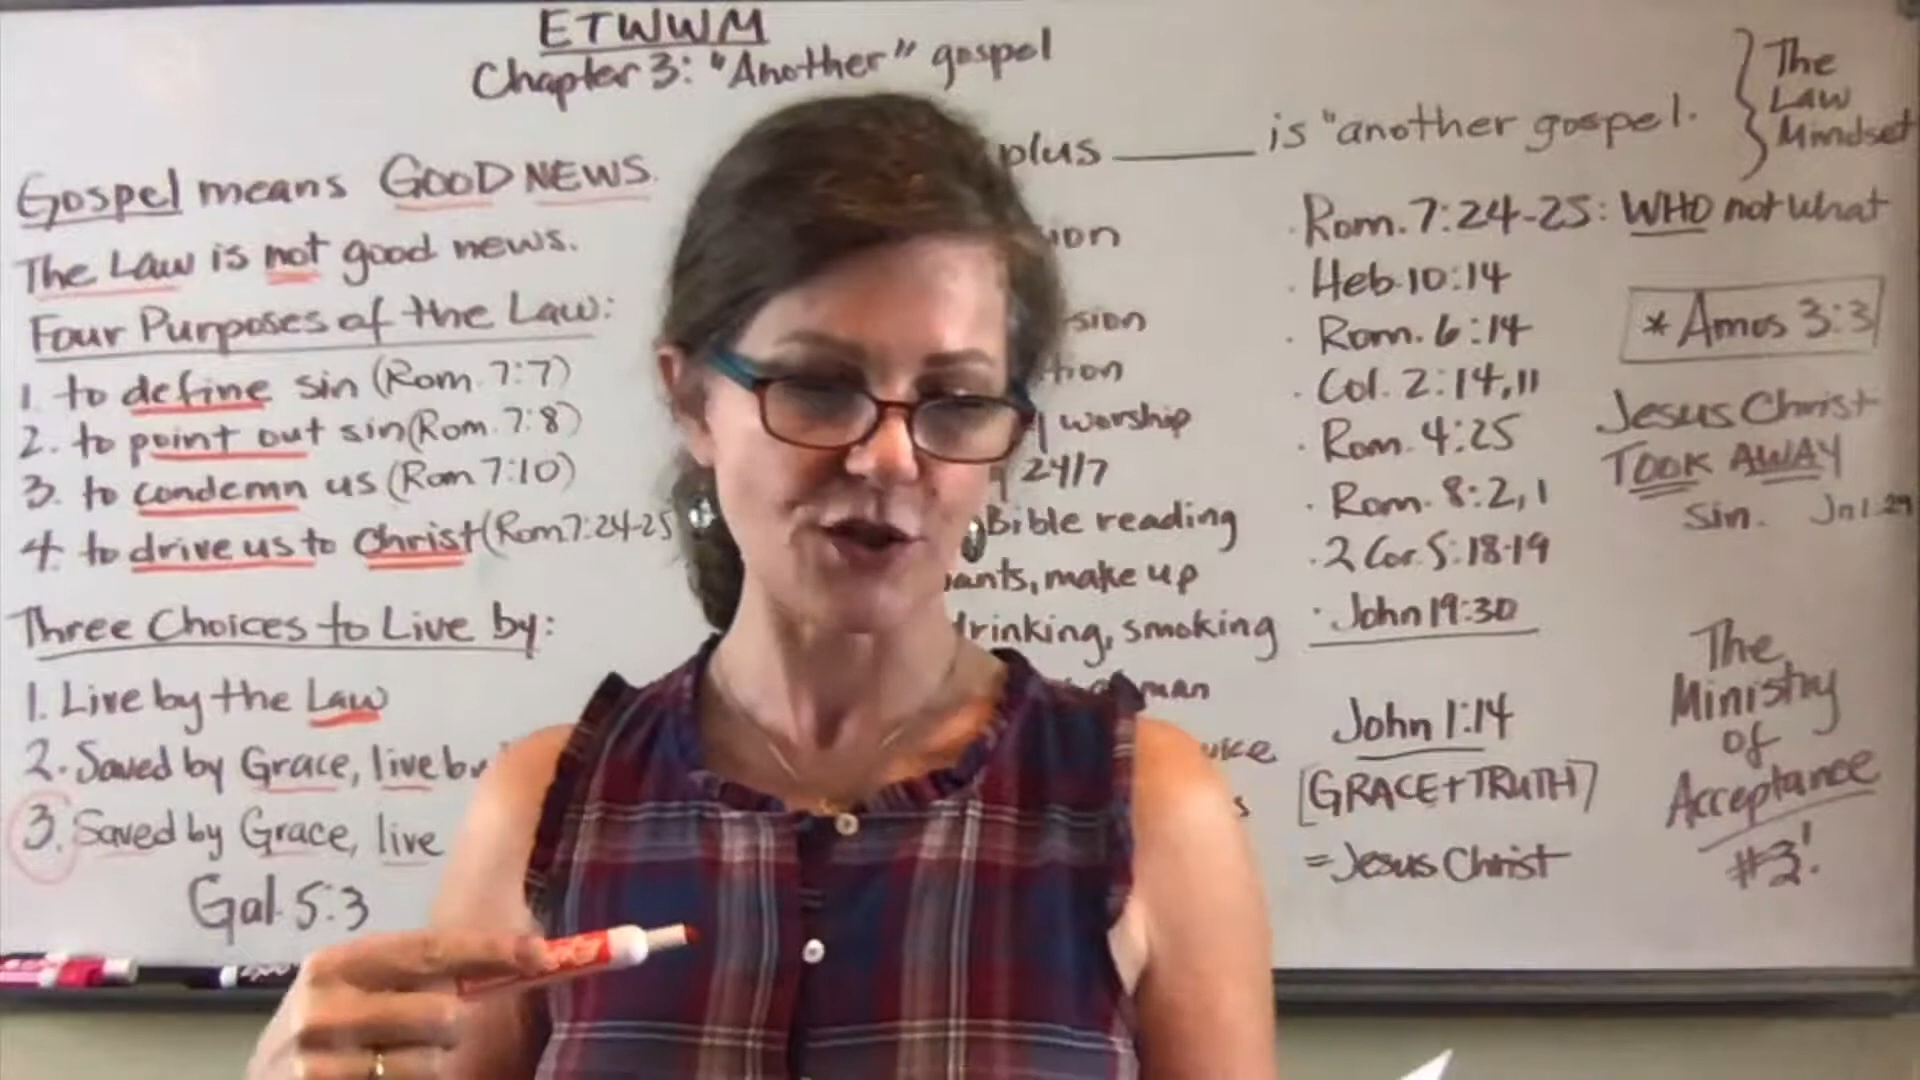 ETWWM
Chapter 3: "Another" gospel
plus ______ is "another gospel.
The
Law
Mindset
Gospel means GOOD NEWS.
The Law is not good news.
Four Purposes of the Law:
1. to define sin (Rom. 7:7)
2. to point out sin (Rom. 7:8)
3. to condemn us (Rom 7:10)
4. to drive us to Christ (Rom 7:24-25
Three Choices to Live by:
1. Live by the Law
2. Saved by Grace, live by
3. Saved by Grace, live
Gal. 5:3
worship
24/7
Bible reading
make up
drinking, smoking
· Rom. 7:24-25: WHO not what
· Heb. 10:14
· Rom. 6:14
· Col. 2:14,11
· Rom. 4:25
· Rom. 8:2,1
· 2 Cor. 5:18-19
· John 19:30
John 1:14
[GRACE + TRUTH]
= Jesus Christ
* Amos 3:3
Jesus Christ
TOOK AWAY
sin. Jn 1:29
The
Ministry
of
Acceptance
#3!